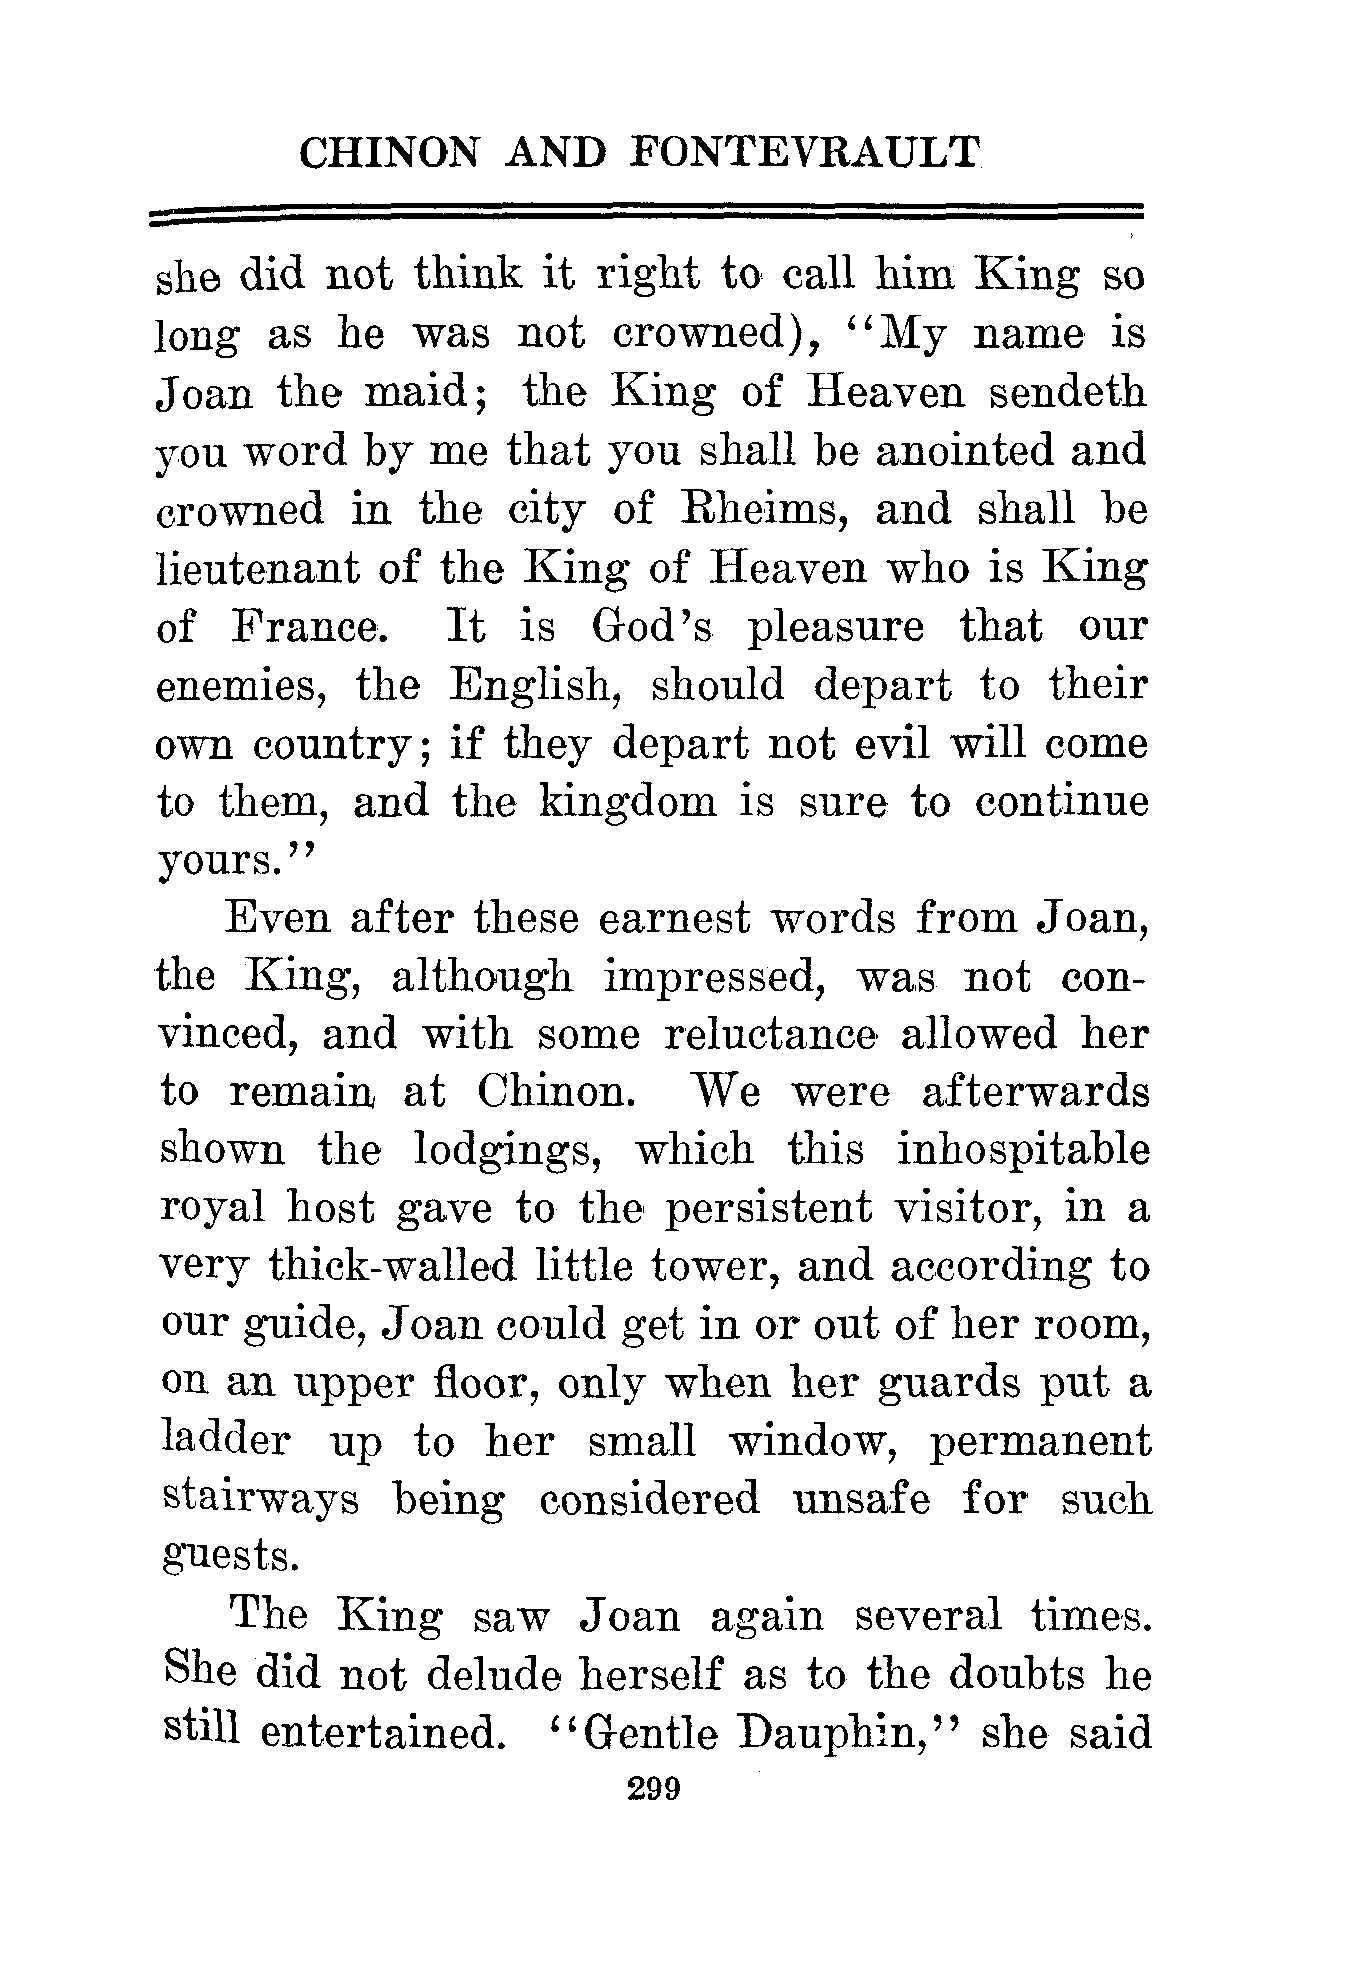 CHINON AND FONTEVRAULT
she did not think it right to call him King so
long as he was not crowned), "My name is
Joan the maid; the King of Heaven sendeth
you word by me that you shall be anointed and
crowned in the city of Rheims, and shall be
lieutenant of the King of Heaven who is King
of France. It is God's pleasure that our
enemies, the English, should depart to their
own country; if they depart not evil will come
to them, and the kingdom is sure to continue
yours."
Even after these earnest words from Joan,
the King, although impressed, was not con-
vinced, and with some reluctance allowed her
to remain at Chinon. We were afterwards
shown the lodgings, which this inhospitable
royal host gave to the persistent visitor, in a
very thick-walled little tower, and according to
our guide, Joan could get in or out of her room,
on an upper floor, only when her guards put a
ladder up to her small window, permanent
stairways being considered unsafe for such
guests.
The King saw Joan again several times.
She did not delude herself as to the doubts he
still entertained. "Gentle Dauphin," she said
299